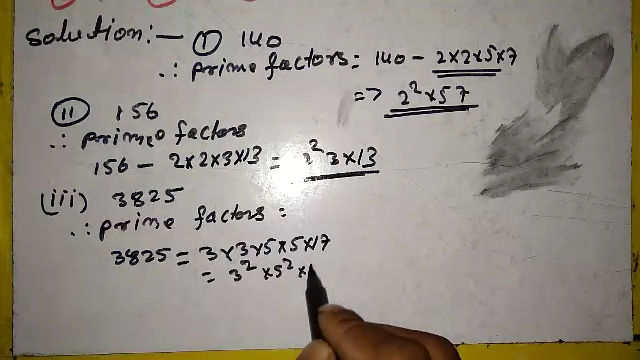 Solution:— (i) 140
∴ prime factors = 140 - 2×2×5×7
=> 2²×5 7
(ii) 156
∴ prime factors
156 - 2×2×3×13 = 2² 3×13
(iii) 3825
∴ prime factors =
3825 = 3×3×5×5×17
= 3² ×5² ×